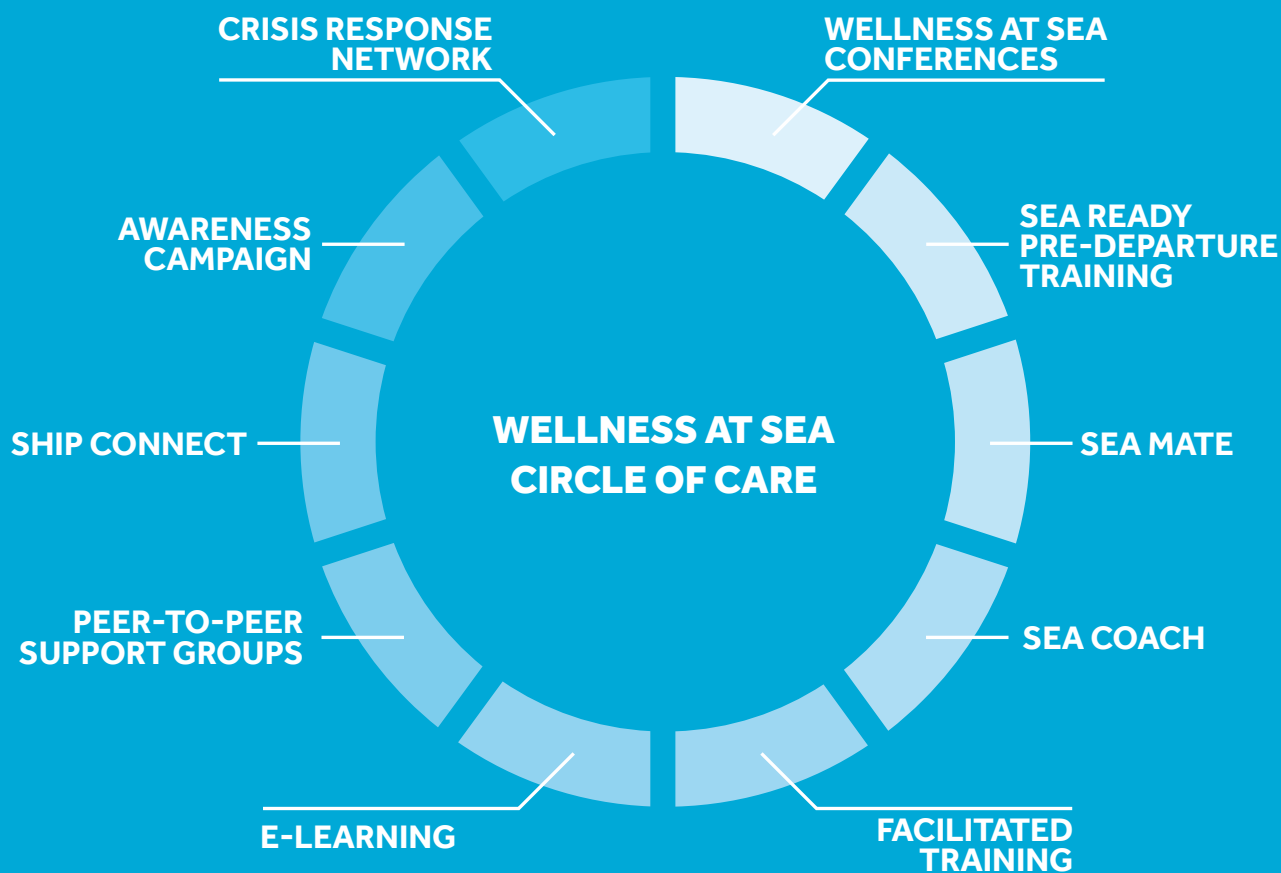 CRISIS RESPONSE
NETWORK
WELLNESS AT SEA
CONFERENCES
SEA READY
PRE-DEPARTURE
TRAINING
SEA MATE
SEA COACH
FACILITATED
TRAINING
E-LEARNING
PEER-TO-PEER
SUPPORT GROUPS
SHIP CONNECT
AWARENESS
CAMPAIGN
WELLNESS AT SEA
CIRCLE OF CARE